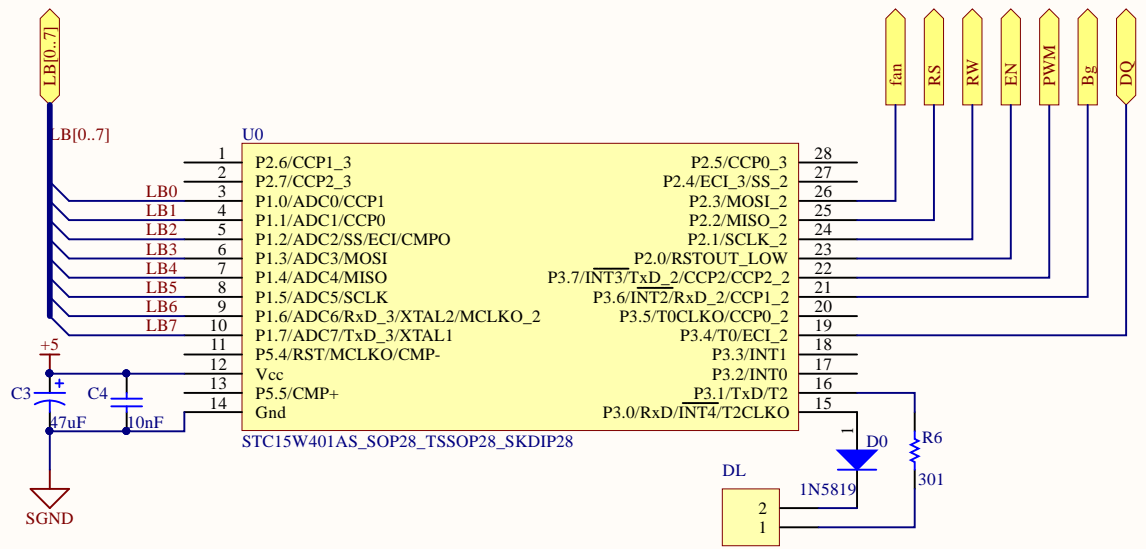 LB[0..7]
fan
RS
RW
EN
PWM
Bg
DQ
LB[0..7]
U0
1 P2.6/CCP1_3 P2.5/CCP0_3 28
2 P2.7/CCP2_3 P2.4/ECI_3/SS_2 27
LB0 3 P1.0/ADC0/CCP1 P2.3/MOSI_2 26
LB1 4 P1.1/ADC1/CCP0 P2.2/MISO_2 25
LB2 5 P1.2/ADC2/SS/ECI/CMPO P2.1/SCLK_2 24
LB3 6 P1.3/ADC3/MOSI P2.0/RSTOUT_LOW 23
LB4 7 P1.4/ADC4/MISO P3.7/INT3/TxD_2/CCP2/CCP2_2 22
LB5 8 P1.5/ADC5/SCLK P3.6/INT2/RxD_2/CCP1_2 21
LB6 9 P1.6/ADC6/RxD_3/XTAL2/MCLKO_2 P3.5/T0CLKO/CCP0_2 20
LB7 10 P1.7/ADC7/TxD_3/XTAL1 P3.4/T0/ECI_2 19
+5 11 P5.4/RST/MCLKO/CMP- P3.3/INT1 18
12 Vcc P3.2/INT0 17
C3 + C4 13 P5.5/CMP+ P3.1/TxD/T2 16
47uF 10nF 14 Gnd P3.0/RxD/INT4/T2CLKO 15
STC15W401AS_SOP28_TSSOP28_SKDIP28
1 D0 R6
DL
1N5819 301
2
1
SGND